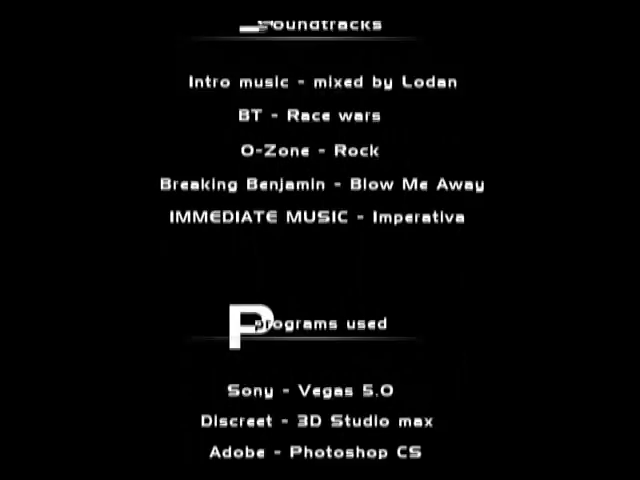 Soundtracks
Intro music - mixed by Lodan
BT - Race wars
O-Zone - Rock
Breaking Benjamin - Blow Me Away
IMMEDIATE MUSIC - Imperativa
Programs used
Sony - Vegas 5.0
Discreet - 3D Studio max
Adobe - Photoshop CS